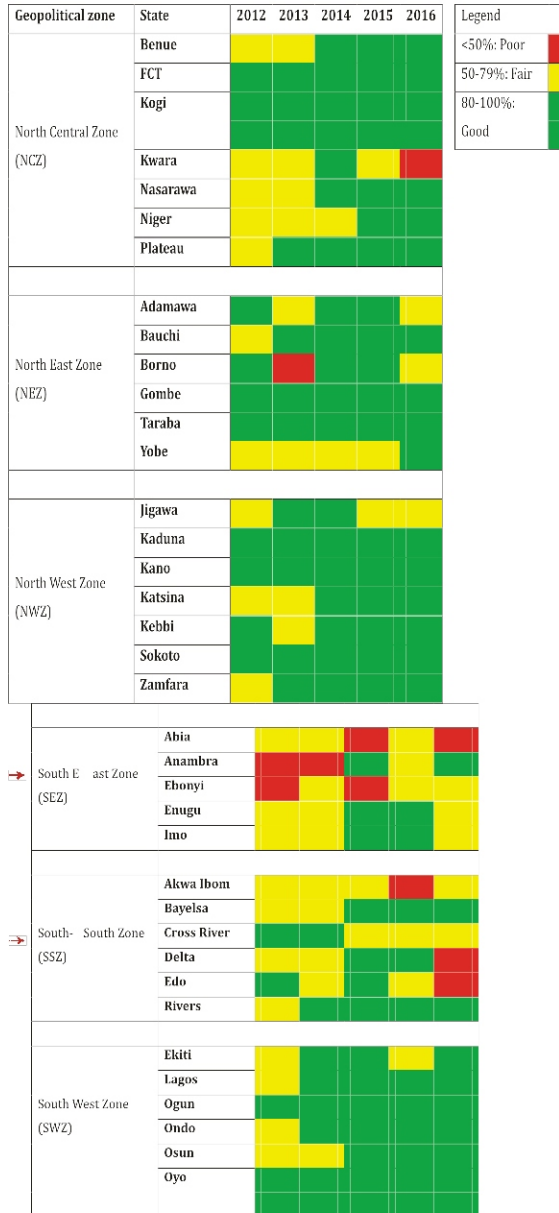 Geopolitical zone State 2012 2013 2014 2015 2016
Benue
FCT
Kogi
North Central Zone
(NCZ)
Kwara
Nasarawa
Niger
Plateau
Adamawa
Bauchi
North East Zone
(NEZ)
Borno
Gombe
Taraba
Yobe
Jigawa
Kaduna
Kano
North West Zone
(NWZ)
Katsina
Kebbi
Sokoto
Zamfara
Abia
Anambra
South E ast Zone
(SEZ)
Ebonyi
Enugu
Imo
Akwa Ibom
Bayelsa
South- South Zone
(SSZ)
Cross River
Delta
Edo
Rivers
Ekiti
Lagos
South West Zone
(SWZ)
Ogun
Ondo
Osun
Oyo
Legend
<50%: Poor
50-79%: Fair
80-100%:
Good